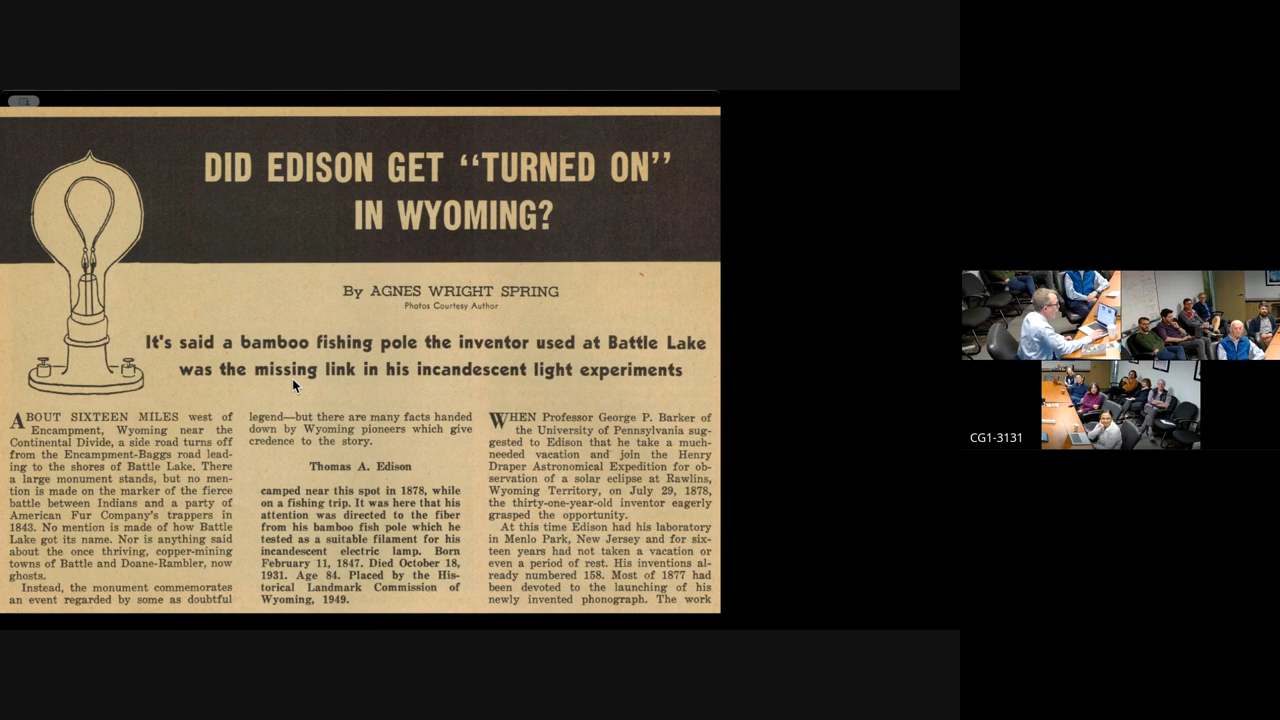 DID EDISON GET “TURNED ON”
IN WYOMING?
By AGNES WRIGHT SPRING
Photos Courtesy Author
It's said a bamboo fishing pole the inventor used at Battle Lake
was the missing link in his incandescent light experiments
ABOUT SIXTEEN MILES west of
Encampment, Wyoming near the
Continental Divide, a side road turns off
from the Encampment-Baggs road lead-
ing to the shores of Battle Lake. There
a large monument stands, but no men-
tion is made on the marker of the fierce
battle between Indians and a party of
American Fur Company's trappers in
1843. No mention is made of how Battle
Lake got its name. Nor is anything said
about the once thriving, copper-mining
towns of Battle and Doane-Rambler, now
ghosts.
Instead, the monument commemorates
an event regarded by some as doubtful
legend—but there are many facts handed
down by Wyoming pioneers which give
credence to the story.
Thomas A. Edison
camped near this spot in 1878, while
on a fishing trip. It was here that his
attention was directed to the fiber
from his bamboo fish pole which he
tested as a suitable filament for his
incandescent electric lamp. Born
February 11, 1847. Died October 18,
1931. Age 84. Placed by the His-
torical Landmark Commission of
Wyoming, 1949.
WHEN Professor George P. Barker of
the University of Pennsylvania sug-
gested to Edison that he take a much-
needed vacation and join the Henry
Draper Astronomical Expedition for ob-
servation of a solar eclipse at Rawlins,
Wyoming Territory, on July 29, 1878,
the thirty-one-year-old inventor eagerly
grasped the opportunity.
At this time Edison had his laboratory
in Menlo Park, New Jersey and for six-
teen years had not taken a vacation or
even a period of rest. His inventions al-
ready numbered 158. Most of 1877 had
been devoted to the launching of his
newly invented phonograph. The work
CG1-3131